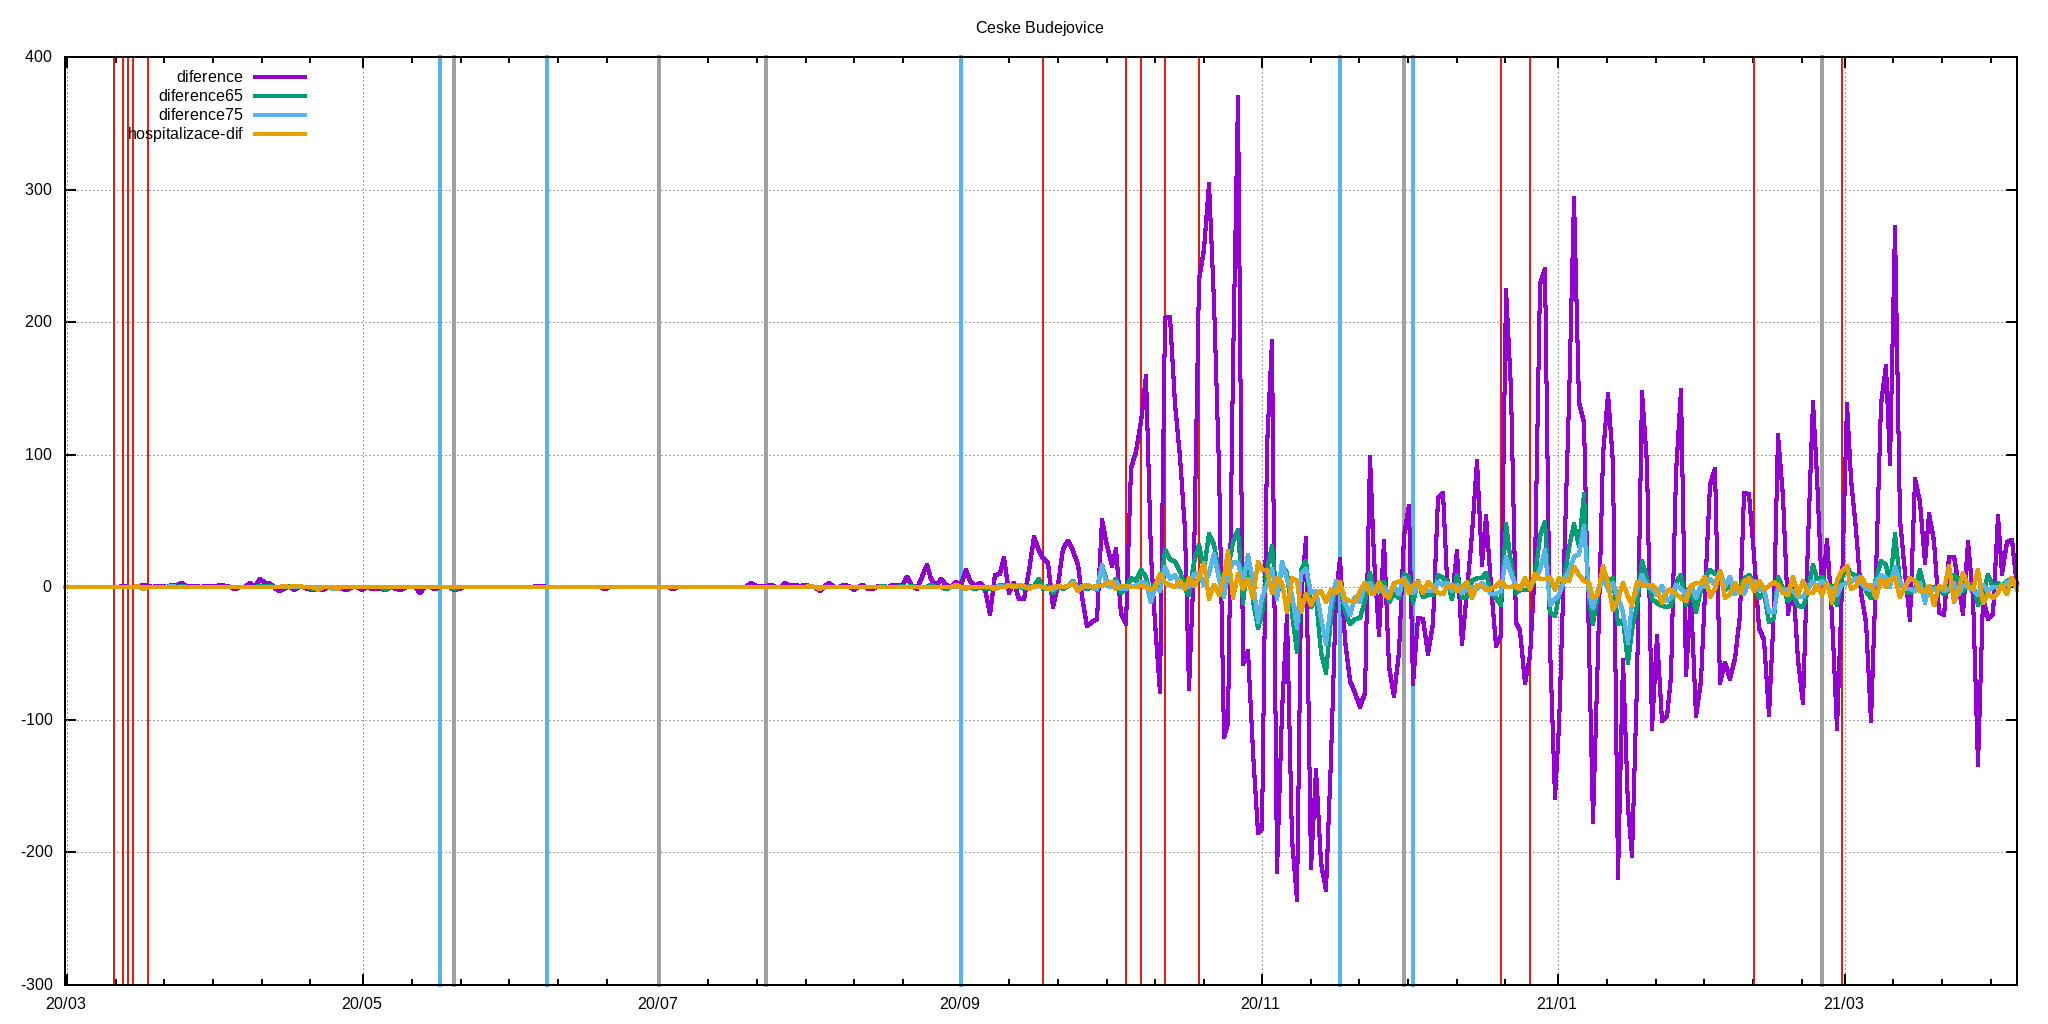 Ceske Budejovice
400
diference
diference65
diference75
hospitalizace-dif
300
200
100
0
-100
-200
-300
20/03 20/05 20/07 20/09 20/11 21/01 21/03